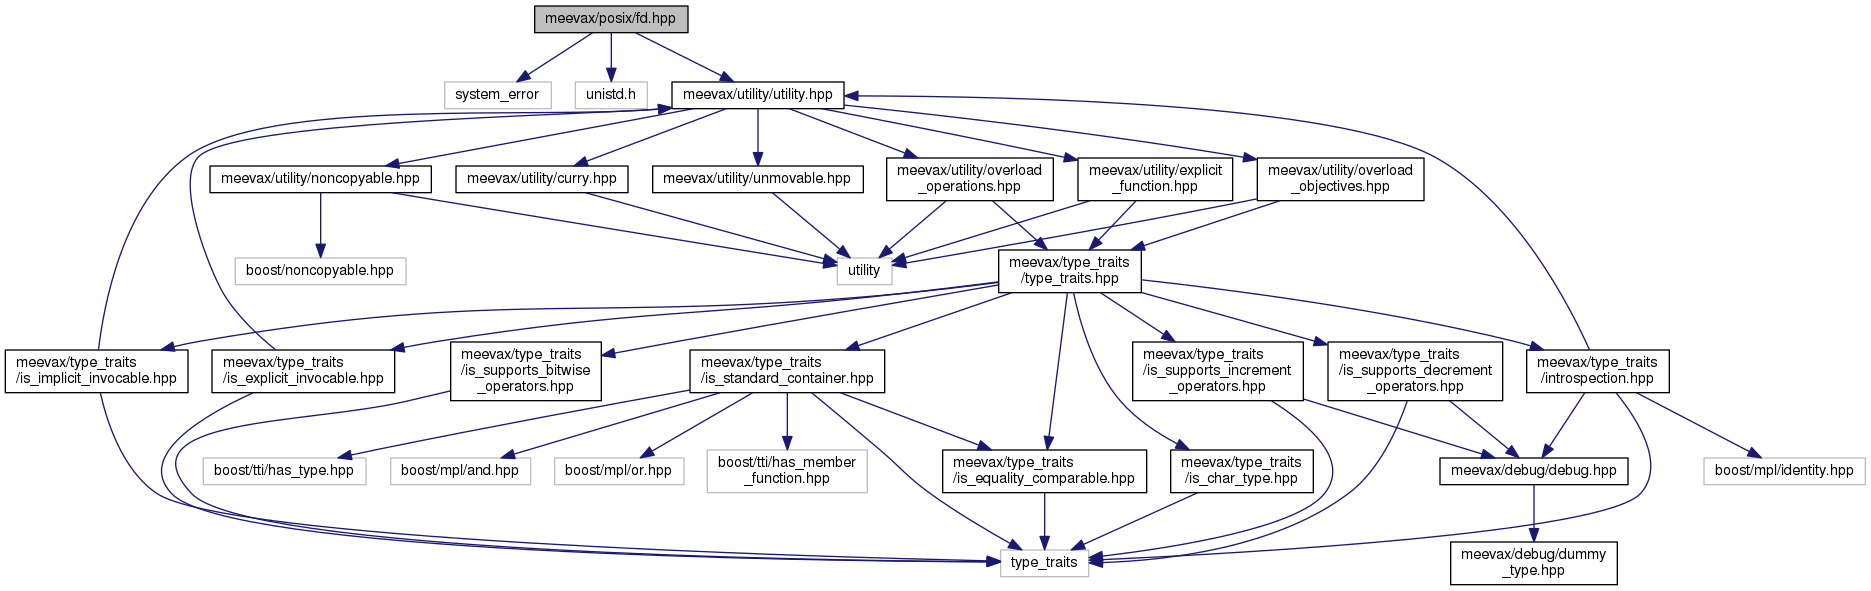 meevax/posix/fd.hpp
system_error
unistd.h
meevax/utility/utility.hpp
meevax/utility/noncopyable.hpp
meevax/utility/curry.hpp
meevax/utility/unmovable.hpp
meevax/utility/overload
_operations.hpp
meevax/utility/explicit
_function.hpp
meevax/utility/overload
_objectives.hpp
boost/noncopyable.hpp
utility
meevax/type_traits
/type_traits.hpp
meevax/type_traits
/is_implicit_invocable.hpp
meevax/type_traits
/is_explicit_invocable.hpp
meevax/type_traits
/is_supports_bitwise
_operators.hpp
meevax/type_traits
/is_standard_container.hpp
meevax/type_traits
/is_supports_increment
_operators.hpp
meevax/type_traits
/is_supports_decrement
_operators.hpp
meevax/type_traits
/introspection.hpp
boost/tti/has_type.hpp
boost/mpl/and.hpp
boost/mpl/or.hpp
boost/tti/has_member
_function.hpp
meevax/type_traits
/is_equality_comparable.hpp
meevax/type_traits
/is_char_type.hpp
meevax/debug/debug.hpp
boost/mpl/identity.hpp
type_traits
meevax/debug/dummy
_type.hpp